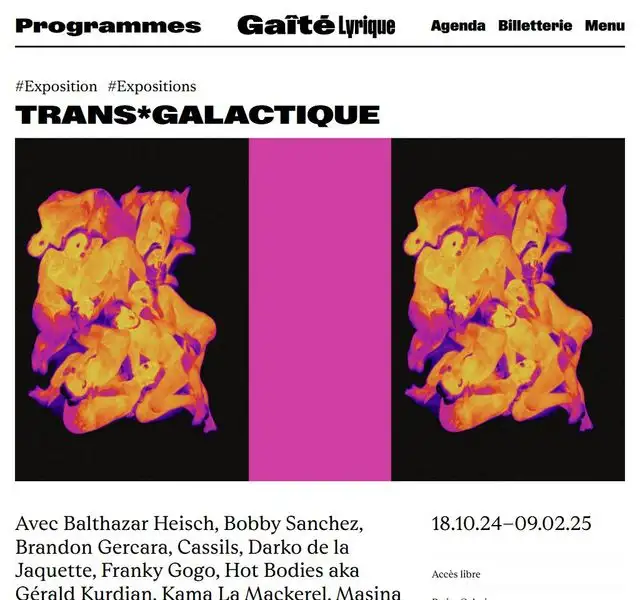 Programmes Gaîté Lyrique Agenda Billetterie Menu
#Exposition #Expositions
TRANS*GALACTIQUE
Avec Balthazar Heisch, Bobby Sanchez,
Brandon Gercara, Cassils, Darko de la
Jaquette, Franky Gogo, Hot Bodies aka
Gérald Kurdian, Kama La Mackerel, Masina
18.10.24–09.02.25
Accès libre